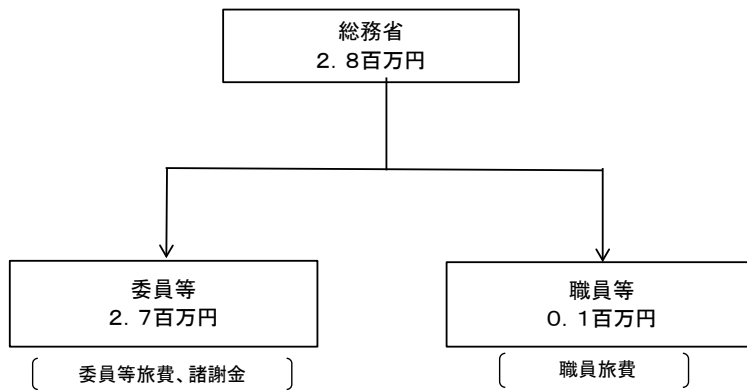 総務省
２．８百万円
委員等
２．７百万円
職員等
０．１百万円
委員等旅費、諸謝金
職員旅費